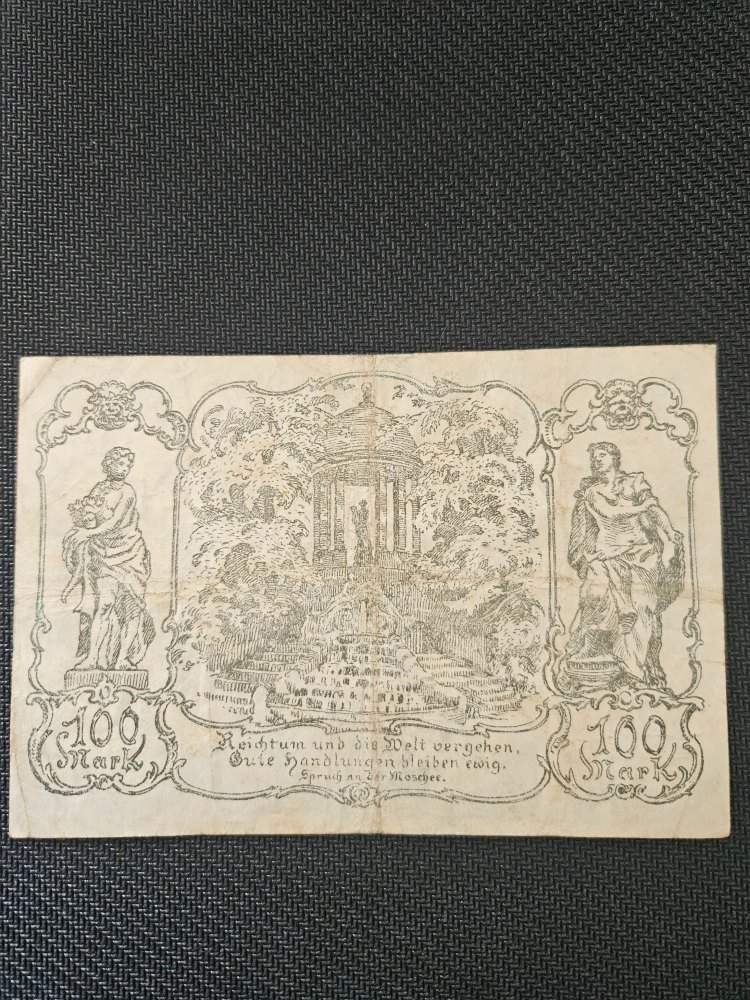 100
Mark
Reichtum und die Welt vergehen,
Gute Handlungen bleiben ewig.
Spruch an der Moschee.
100
Mark